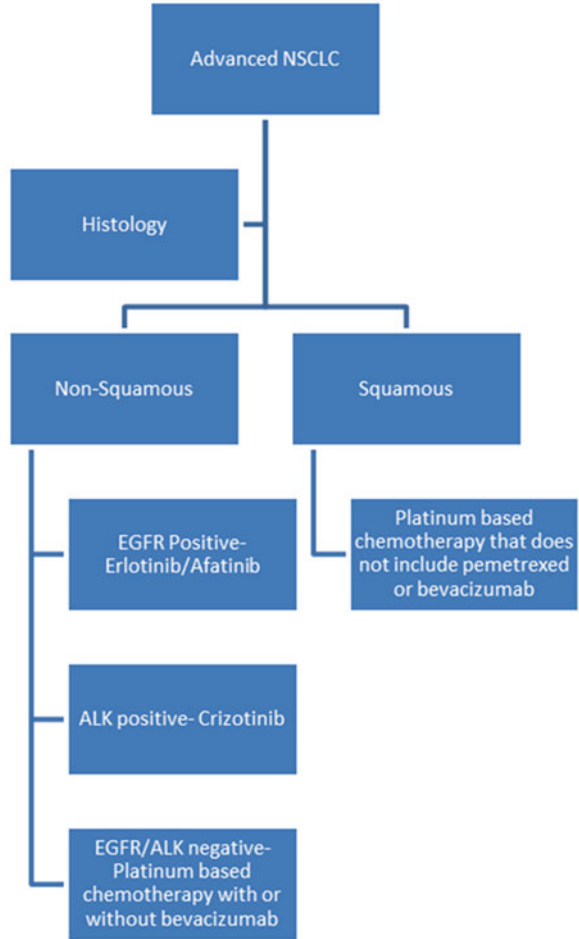 Advanced NSCLC
Histology
Non-Squamous
Squamous
EGFR Positive-
Erlotinib/Afatinib
Platinum based
chemotherapy that does
not include pemetrexed
or bevacizumab
ALK positive- Crizotinib
EGFR/ALK negative-
Platinum based
chemotherapy with or
without bevacizumab